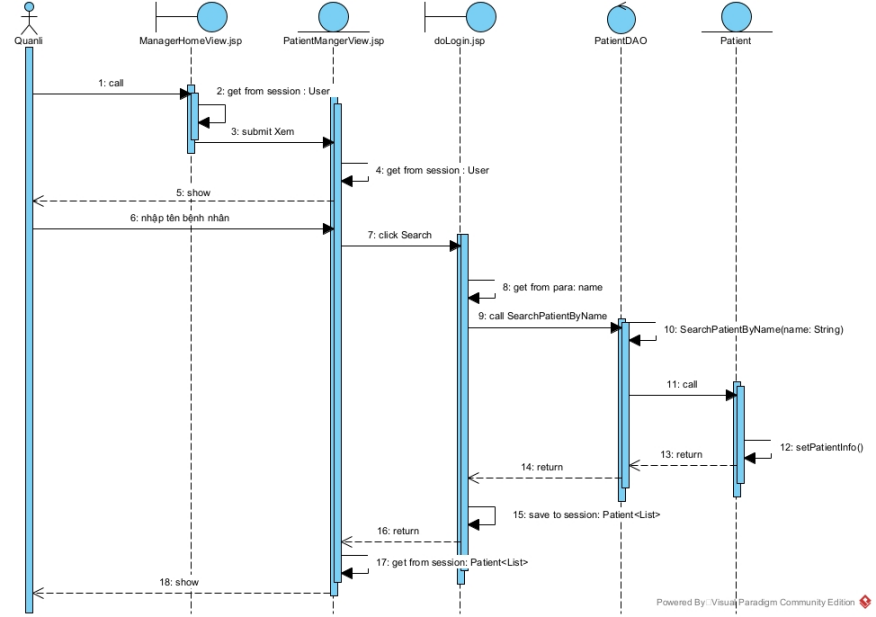 Quanli
ManagerHomeView.jsp
PatientMangerView.jsp
doLogin.jsp
PatientDAO
Patient
1: call
2: get from session : User
3: submit Xem
4: get from session : User
5: show
6: nhập tên bệnh nhân
7: click Search
8: get from para: name
9: call SearchPatientByName
10: SearchPatientByName(name: String)
11: call
12: setPatientInfo()
13: return
14: return
15: save to session: Patient<List>
16: return
17: get from session: Patient<List>
18: show
Powered By Visual Paradigm Community Edition